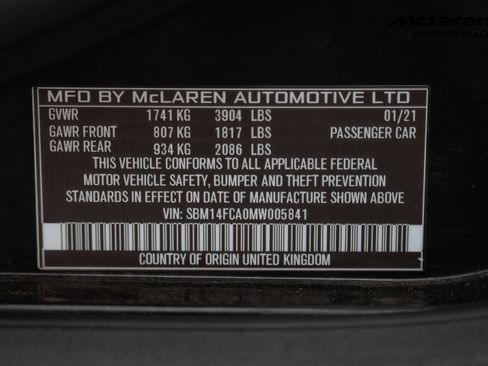 McLaren
NEWPORT BEACH
MFD BY McLAREN AUTOMOTIVE LTD
GVWR 1741 KG 3904 LBS 01/21
GAWR FRONT 807 KG 1817 LBS PASSENGER CAR
GAWR REAR 934 KG 2086 LBS
THIS VEHICLE CONFORMS TO ALL APPLICABLE FEDERAL
MOTOR VEHICLE SAFETY, BUMPER AND THEFT PREVENTION
STANDARDS IN EFFECT ON DATE OF MANUFACTURE SHOWN ABOVE
VIN: SBM14FCA0MW005841
COUNTRY OF ORIGIN UNITED KINGDOM